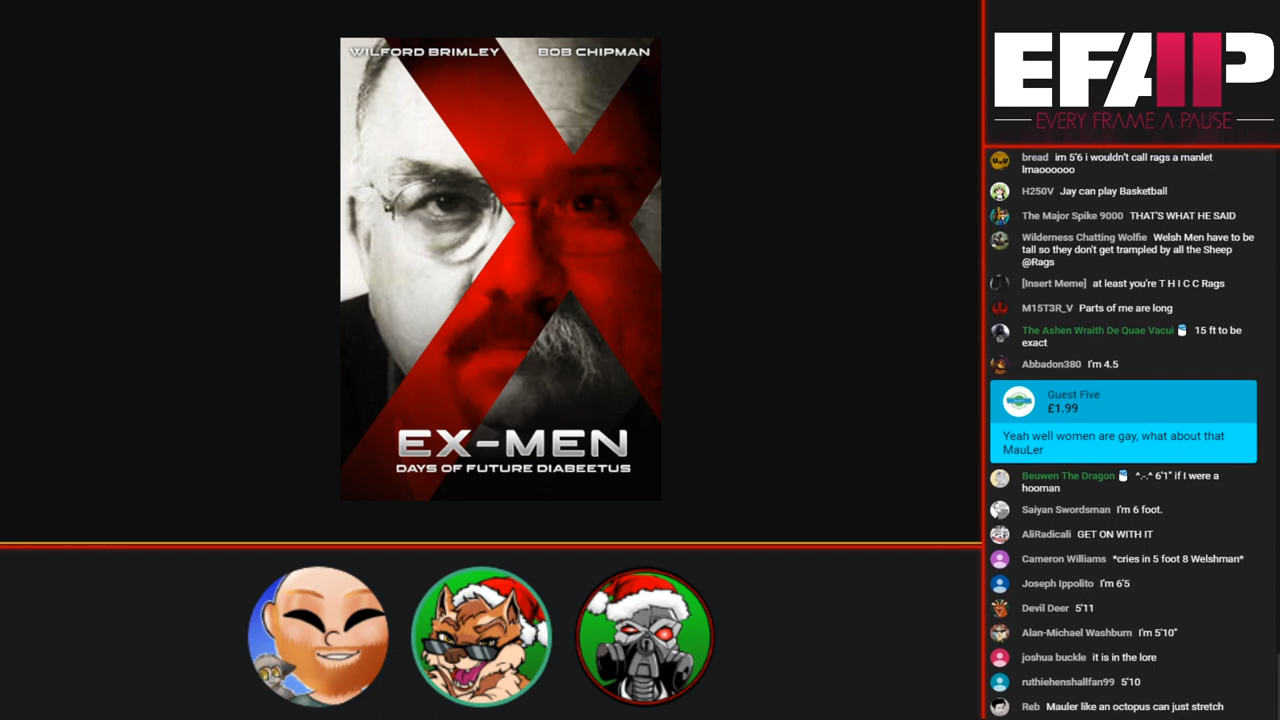 WILFORD BRIMLEY BOB CHIPMAN
EX-MEN
DAYS OF FUTURE DIABEETUS
EFAP
EVERY FRAME A PAUSE
bread im 5'6 i wouldn't call rags a manlet
lmaoooooo
H250V Jay can play Basketball
The Major Spike 9000 THAT'S WHAT HE SAID
Wilderness Chatting Wolfie Welsh Men have to be
tall so they don't get trampled by all the Sheep
@Rags
[Insert Meme] at least you're T H I C C Rags
M15T3R_V Parts of me are long
The Ashen Wraith De Quae Vacui 15 ft to be
exact
Abbadon380 I'm 4.5
Guest Five
£1.99
Yeah well women are gay, what about that
MauLer
Beuwen The Dragon ^.-.^ 6'1" if I were a
hooman
Saiyan Swordsman I'm 6 foot.
AliRadicali GET ON WITH IT
Cameron Williams *cries in 5 foot 8 Welshman*
Joseph Ippolito I'm 6'5
Devil Deer 5'11
Alan-Michael Washburn I'm 5'10"
joshua buckle it is in the lore
ruthiehenshallfan99 5'10
Reb Mauler like an octopus can just stretch